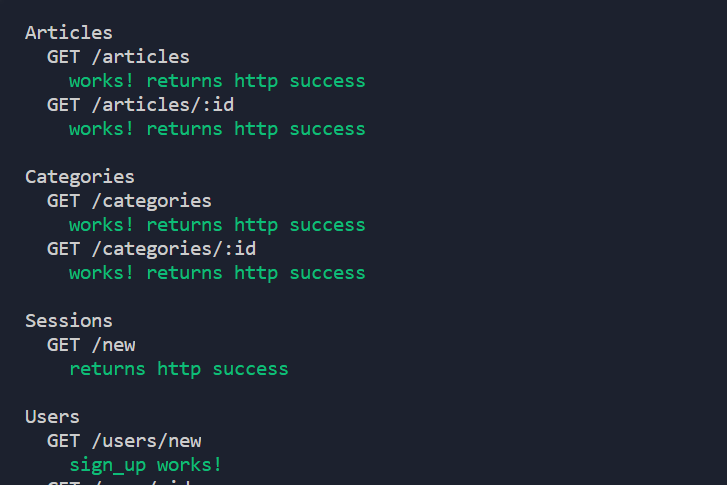 Articles
GET /articles
works! returns http success
GET /articles/:id
works! returns http success
Categories
GET /categories
works! returns http success
GET /categories/:id
works! returns http success
Sessions
GET /new
returns http success
Users
GET /users/new
sign_up works!